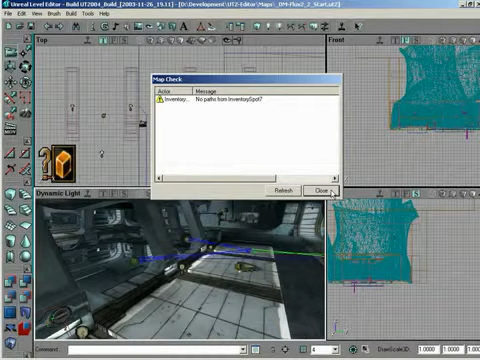 Unreal Level Editor - Build UT2004_Build_[2003-11-26_19.11] - [D:\Development\UT2-Editor\Maps\_DM-Flux2_2_Start.ut2]
File Edit View Brush Build Tools Help
Top
Front
Map Check
Actor Message
Inventory... No paths from InventorySpot7
Refresh Close
Dynamic Light
Command:
4
DrawScale3D: 1.0000 1.0000 1.000